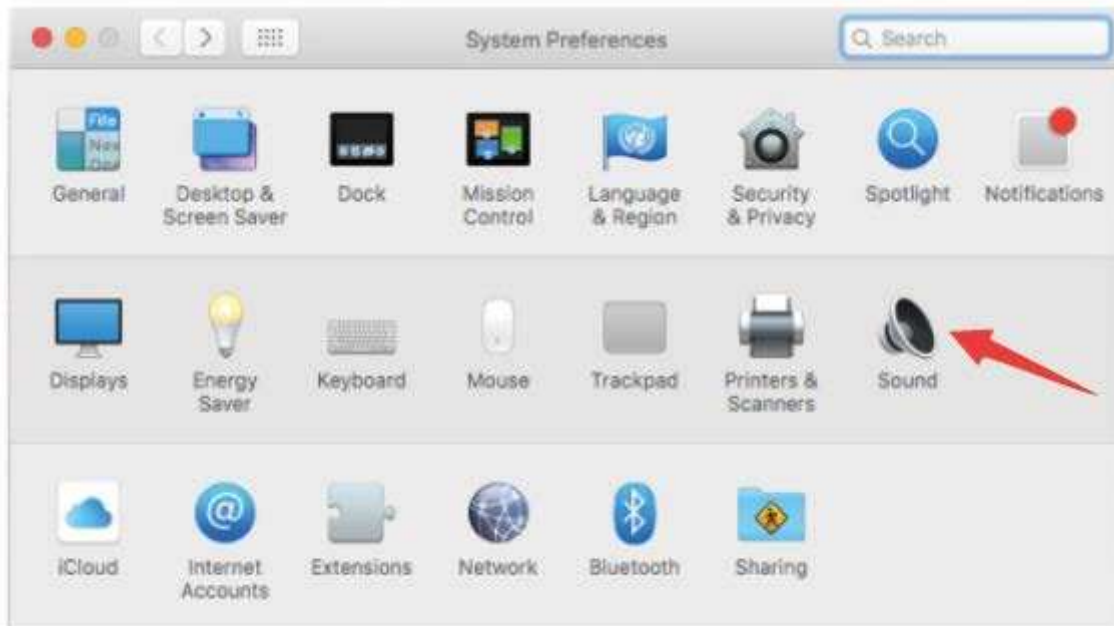 System Preferences
Search
General
Desktop &
Screen Saver
Dock
Mission
Control
Language
& Region
Security
& Privacy
Spotlight
Notifications
Displays
Energy
Saver
Keyboard
Mouse
Trackpad
Printers &
Scanners
Sound
iCloud
Internet
Accounts
Extensions
Network
Bluetooth
Sharing